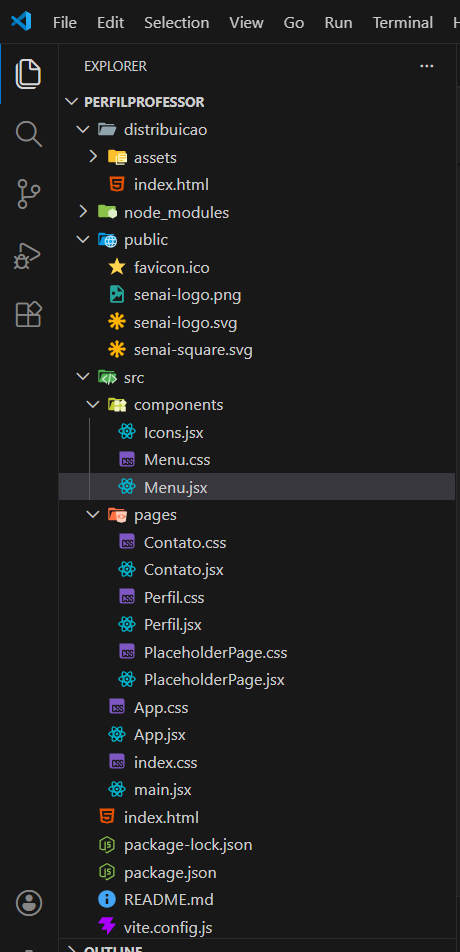 File Edit Selection View Go Run Terminal
EXPLORER
PERFILPROFESSOR
distribuicao
assets
index.html
node_modules
public
favicon.ico
senai-logo.png
senai-logo.svg
senai-square.svg
src
components
Icons.jsx
Menu.css
Menu.jsx
pages
Contato.css
Contato.jsx
Perfil.css
Perfil.jsx
PlaceholderPage.css
PlaceholderPage.jsx
App.css
App.jsx
index.css
main.jsx
index.html
package-lock.json
package.json
README.md
vite.config.js
OUTLINE